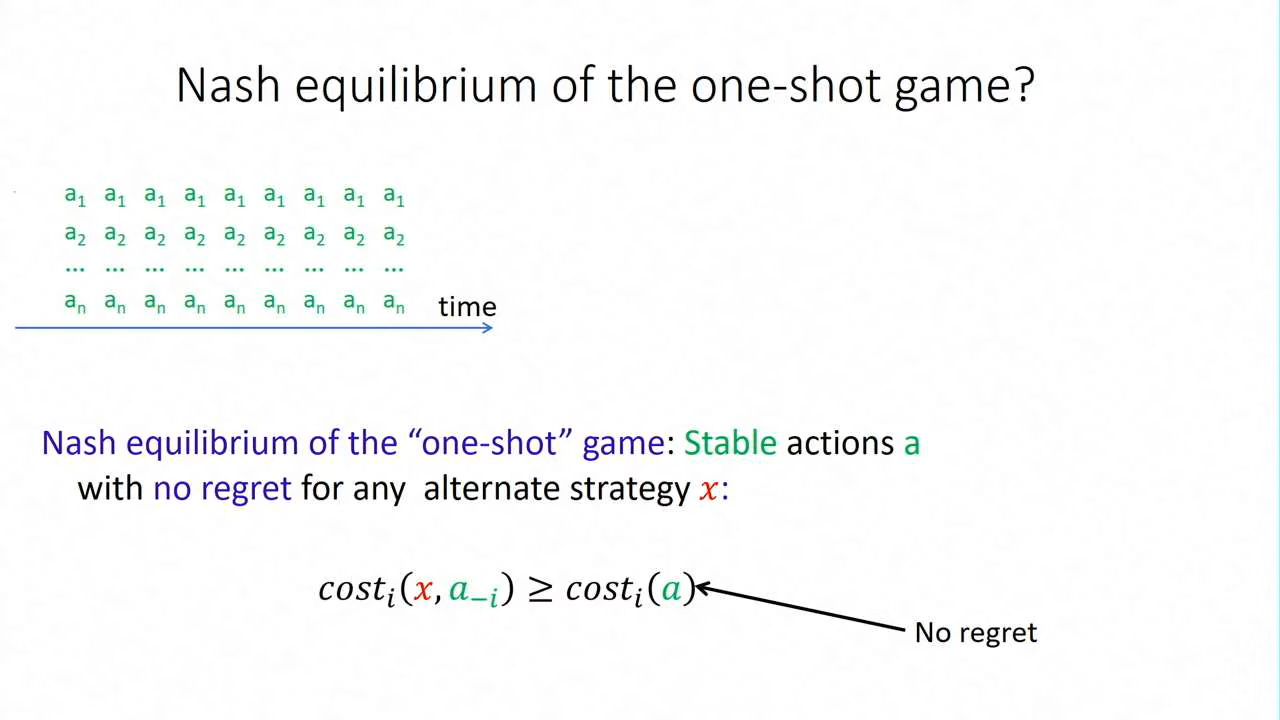 Nash equilibrium of the one-shot game?
a₁ a₁ a₁ a₁ a₁ a₁ a₁ a₁ a₁
a₂ a₂ a₂ a₂ a₂ a₂ a₂ a₂ a₂
... ... ... ... ... ... ... ... ...
aₙ aₙ aₙ aₙ aₙ aₙ aₙ aₙ aₙ time
Nash equilibrium of the “one-shot” game: Stable actions a
with no regret for any alternate strategy x:
costᵢ(x, a₋ᵢ) ≥ costᵢ(a)
No regret